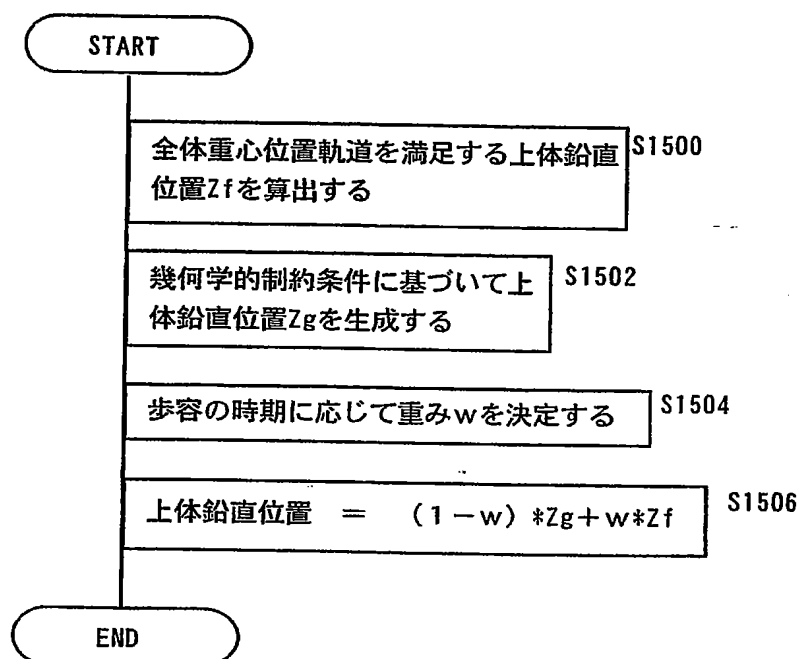 START
全体重心位置軌道を満足する上体鉛直
位置Zfを算出する
S1500
幾何学的制約条件に基づいて上
体鉛直位置Zgを生成する
S1502
歩容の時期に応じて重みwを決定する
S1504
上体鉛直位置 = (1-w)*Zg+w*Zf
S1506
END